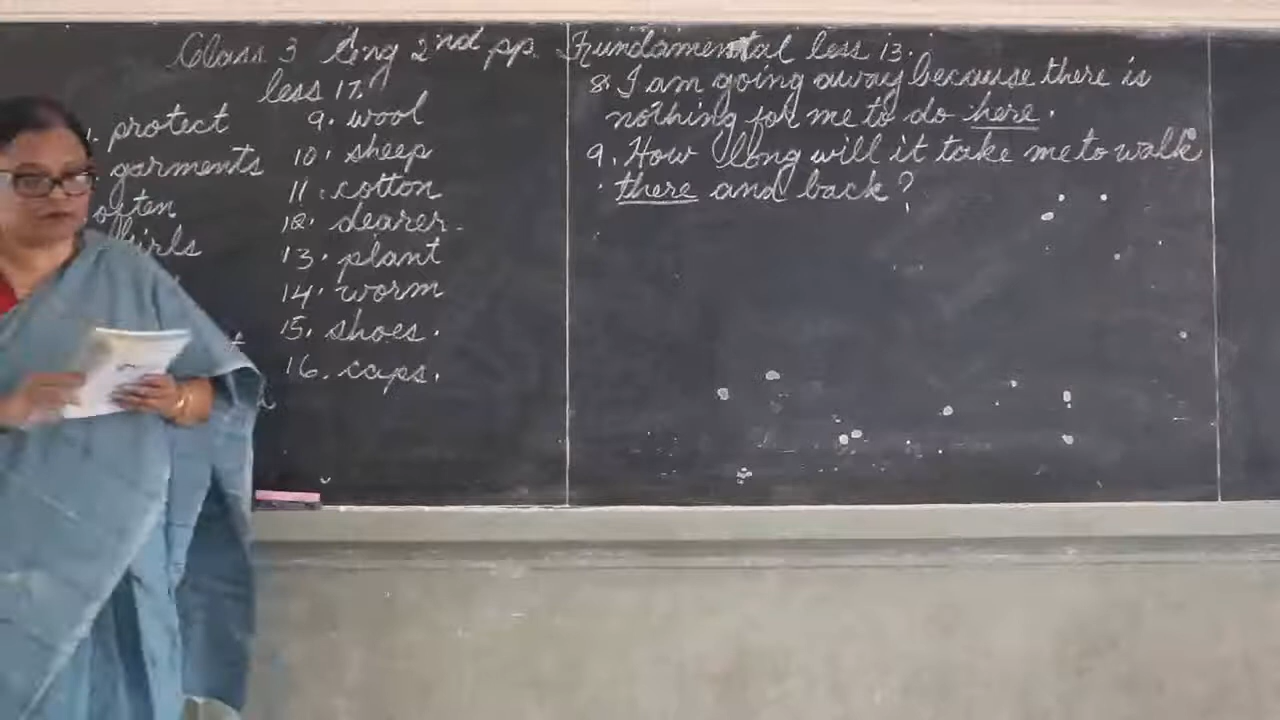 Class 3 Eng 2nd pp. Fundamental less 13.
less 17.
protect
garments
often
9. wool
10. sheep
11. cotton
12. dearer.
13. plant
14. worm
15. shoes.
16. caps.
8. I am going away because there is
nothing for me to do here.
9. How long will it take me to walk
there and back?